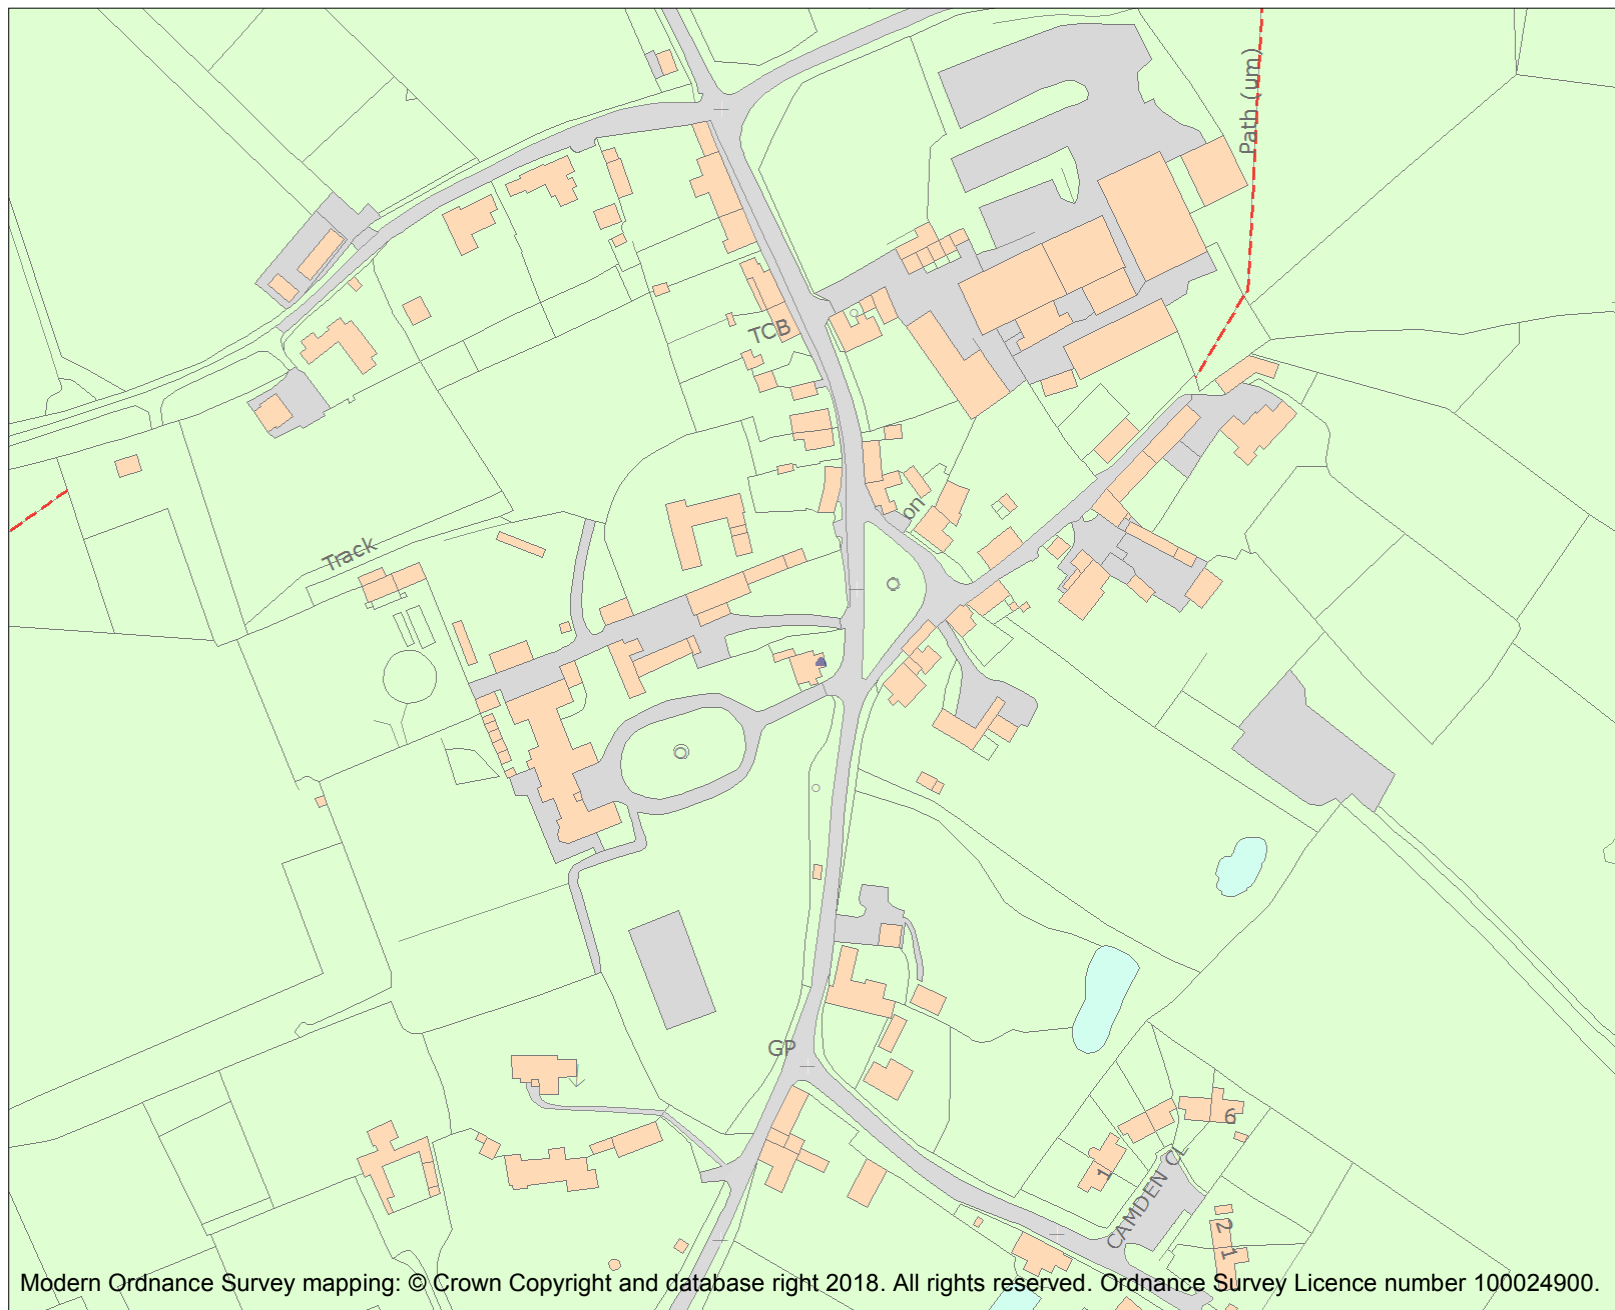 Path (um)
TCB
on
Track
GP
6
1
CAMDEN CL
2
1
Modern Ordnance Survey mapping: © Crown Copyright and database right 2018. All rights reserved. Ordnance Survey Licence number 100024900.